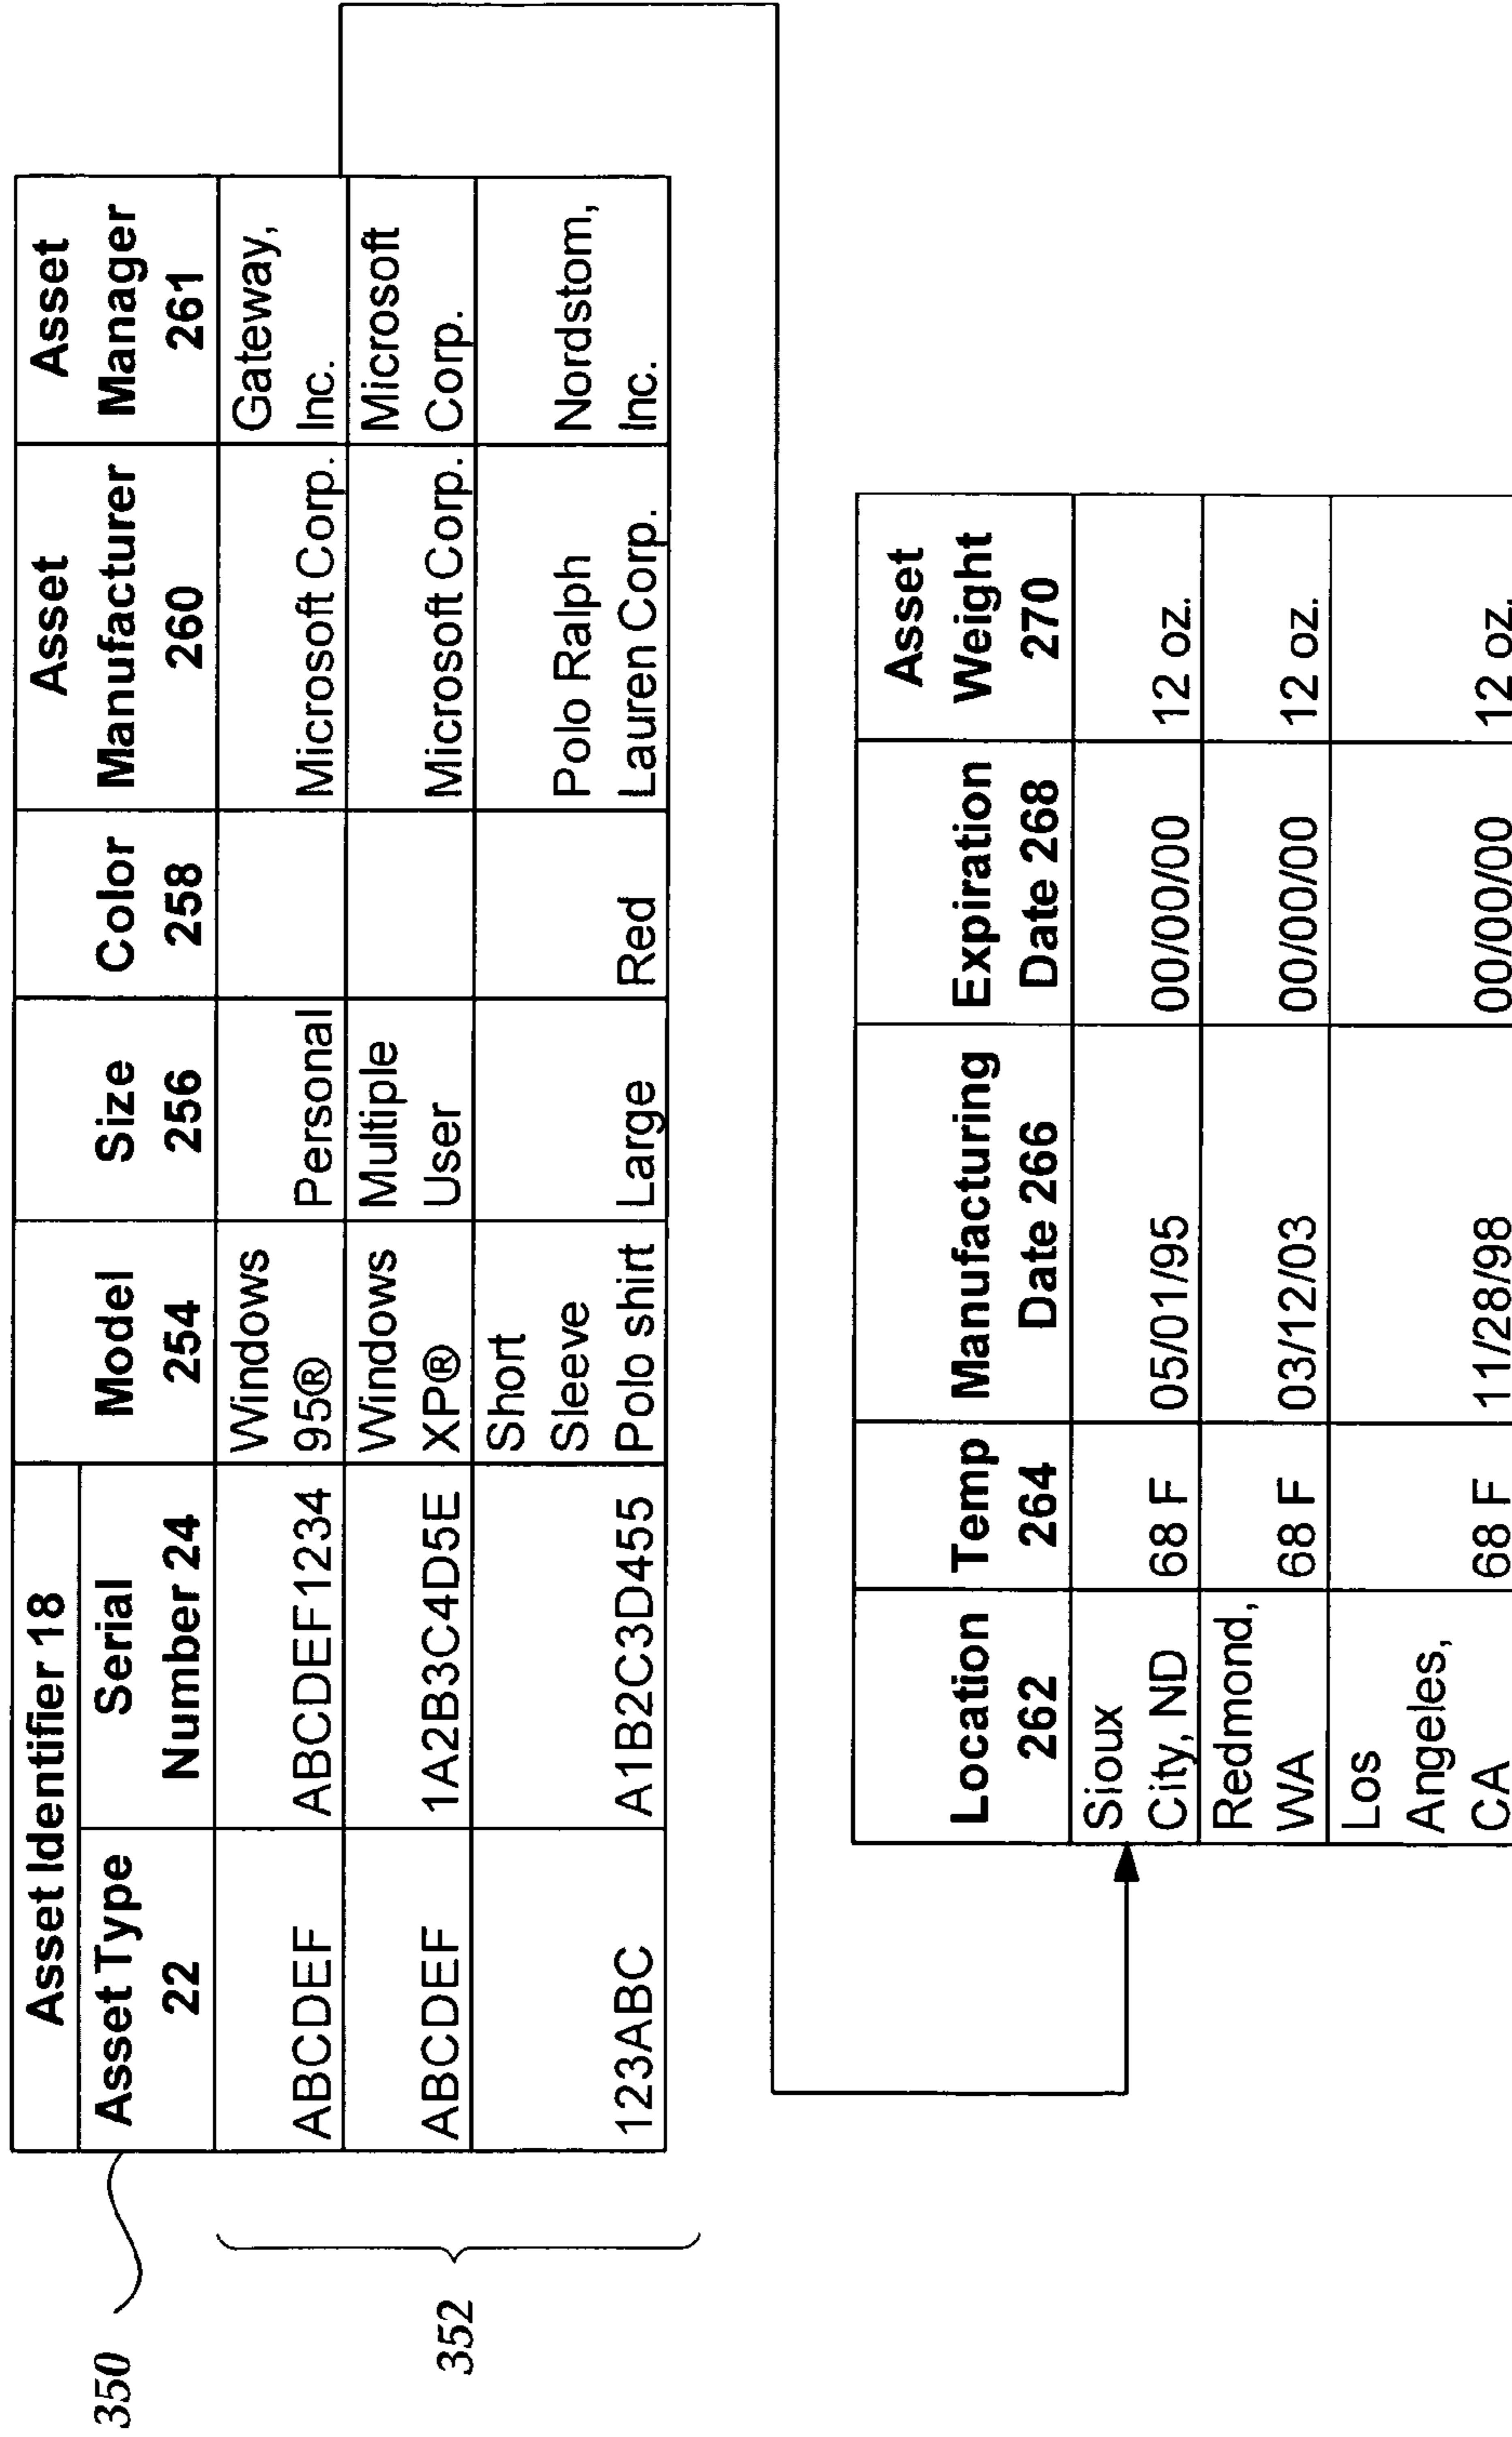 350
352
Asset Identifier 18
Asset Type
22
Serial
Number 24
Model
254
Size
256
Color
258
Asset
Manufacturer
260
Asset
Manager
261
ABCDEF
ABCDEF1234
Windows
95®
Personal
Microsoft Corp.
Gateway,
Inc.
ABCDEF
1A2B3C4D5E
Windows
XP®
Multiple
User
Microsoft Corp.
Microsoft
Corp.
123ABC
A1B2C3D455
Short
Sleeve
Polo shirt
Large
Red
Polo Ralph
Lauren Corp.
Nordstom,
Inc.
Location
262
Temp
264
Manufacturing
Date 266
Expiration
Date 268
Asset
Weight
270
Sioux
City, ND
68 F
05/01/95
00/00/00
12 oz.
Redmond,
WA
68 F
03/12/03
00/00/00
12 oz.
Los
Angeles,
CA
68 F
11/28/98
00/00/00
12 oz.